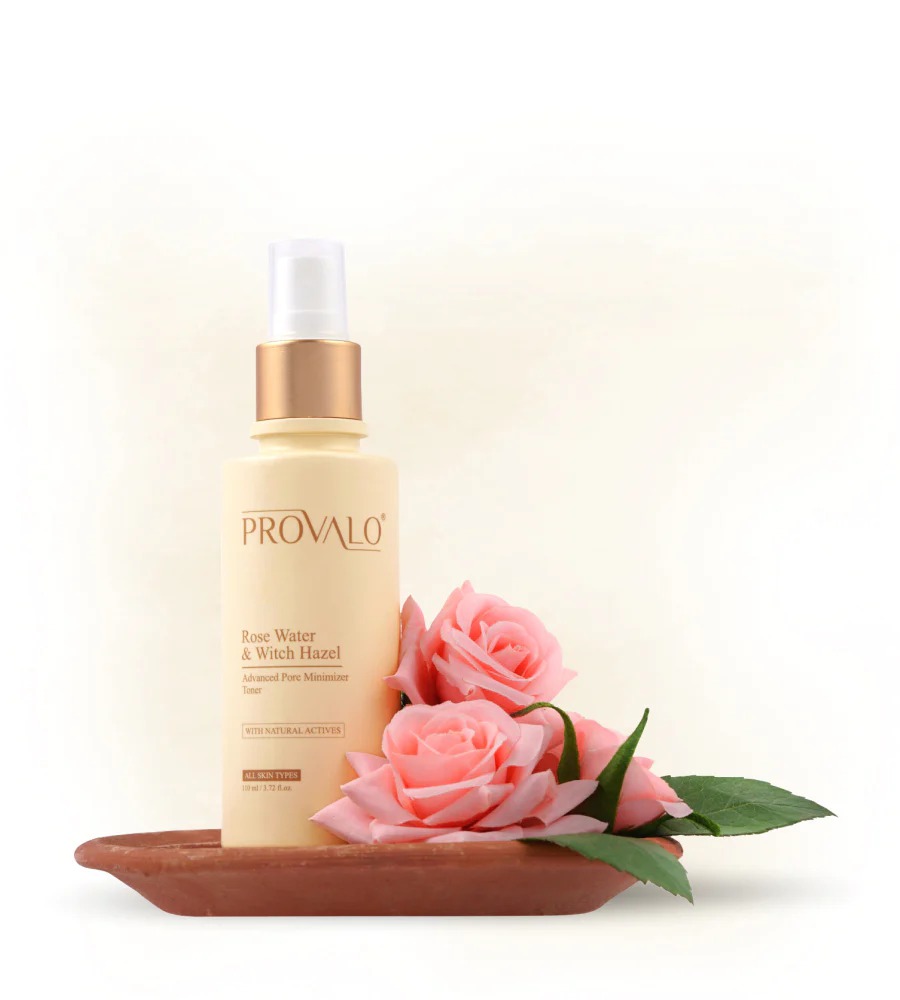 PROVALO®
Rose Water
& Witch Hazel
Advanced Pore Minimizer
Toner
WITH NATURAL ACTIVES
ALL SKIN TYPES
110 ml / 3.72 fl.oz.